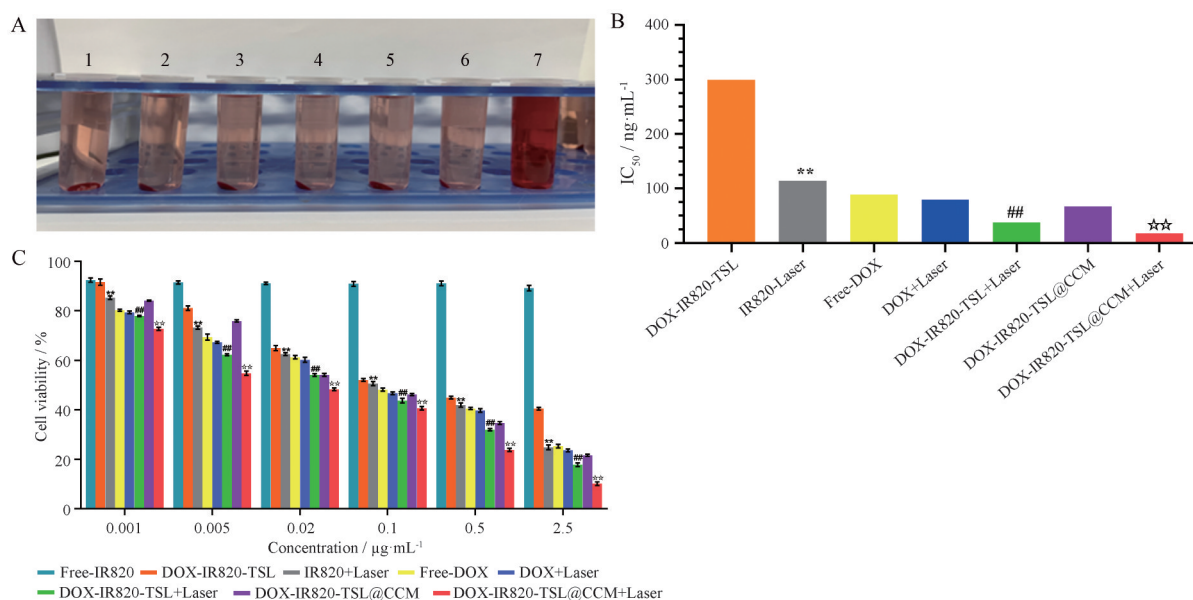 A
1 2 3 4 5 6 7
B
400
300
200
100
0
IC50 / ng·mL-1
**
##
☆☆
DOX-IR820-TSL
IR820-Laser
Free-DOX
DOX+Laser
DOX-IR820-TSL+Laser
DOX-IR820-TSL@CCM
DOX-IR820-TSL@CCM+Laser
C
100
80
60
40
20
0
Cell viability / %
** ## ☆☆
** ## ☆☆
** ## ☆☆
** ## ☆☆
** ## ☆☆
** ## ☆☆
0.001 0.005 0.02 0.1 0.5 2.5
Concentration / μg·mL-1
Free-IR820 DOX-IR820-TSL IR820+Laser Free-DOX DOX+Laser
DOX-IR820-TSL+Laser DOX-IR820-TSL@CCM DOX-IR820-TSL@CCM+Laser